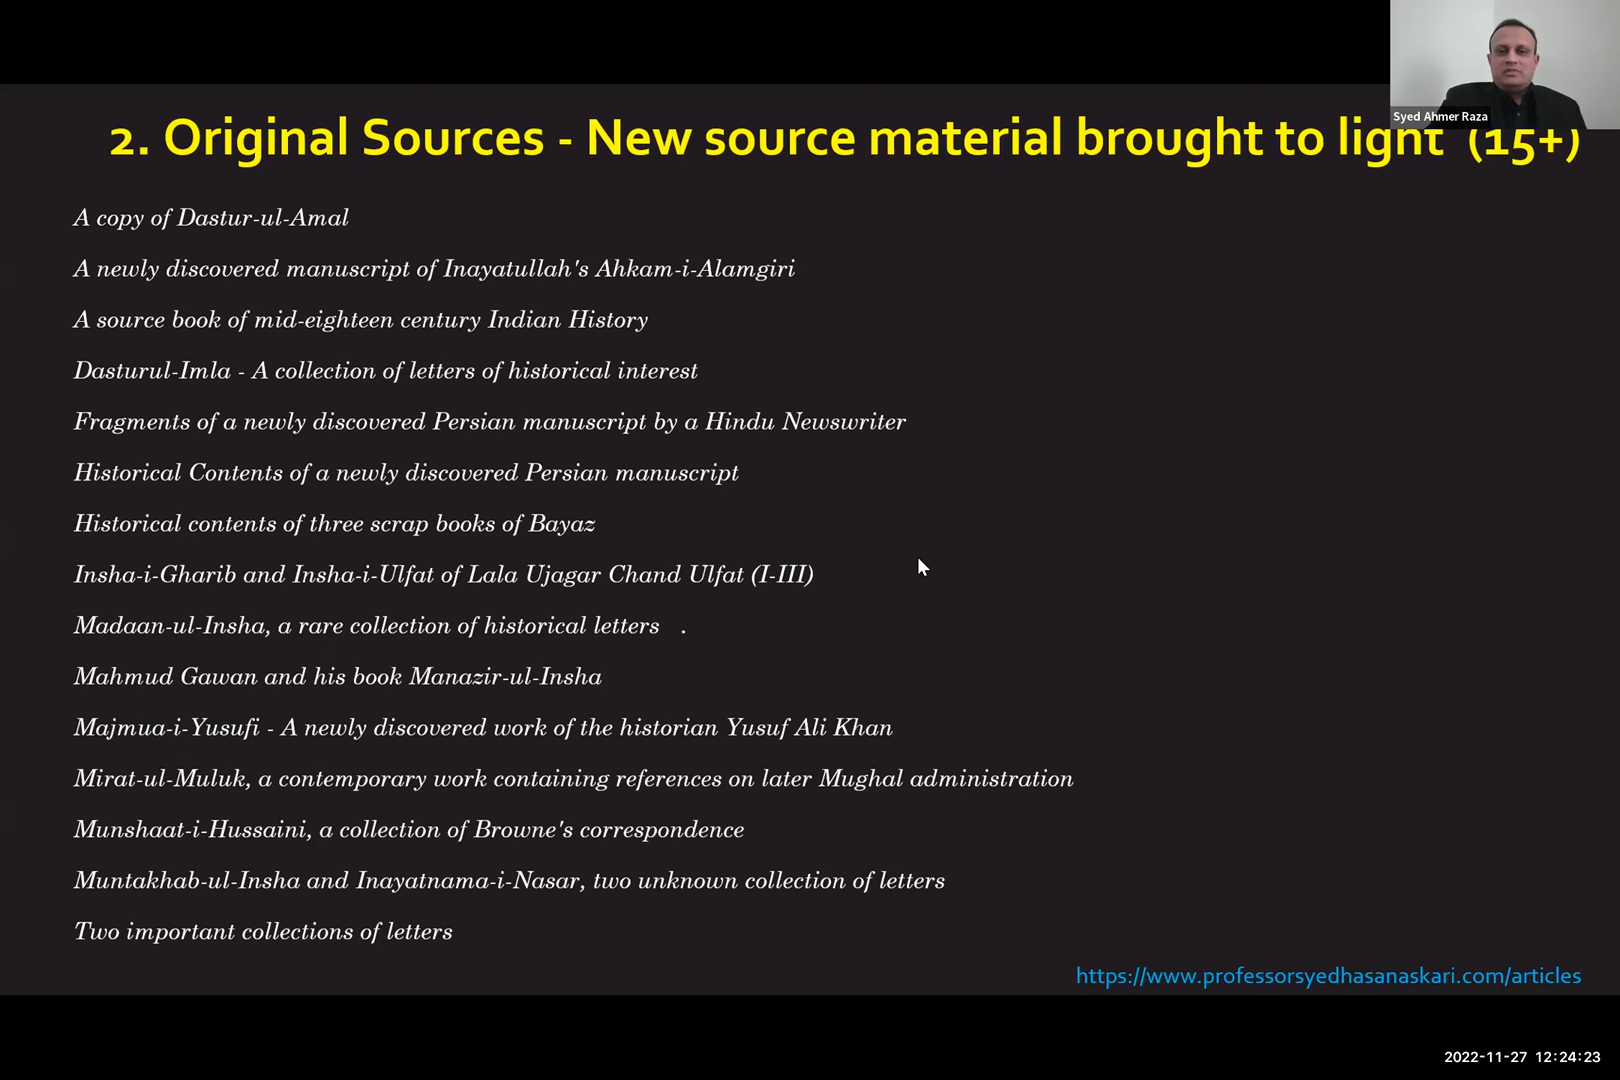 Syed Ahmer Raza
2. Original Sources - New source material brought to light (15+)
A copy of Dastur-ul-Amal
A newly discovered manuscript of Inayatullah's Ahkam-i-Alamgiri
A source book of mid-eighteen century Indian History
Dasturul-Imla - A collection of letters of historical interest
Fragments of a newly discovered Persian manuscript by a Hindu Newswriter
Historical Contents of a newly discovered Persian manuscript
Historical contents of three scrap books of Bayaz
Insha-i-Gharib and Insha-i-Ulfat of Lala Ujagar Chand Ulfat (I-III)
Madaan-ul-Insha, a rare collection of historical letters .
Mahmud Gawan and his book Manazir-ul-Insha
Majmua-i-Yusufi - A newly discovered work of the historian Yusuf Ali Khan
Mirat-ul-Muluk, a contemporary work containing references on later Mughal administration
Munshaat-i-Hussaini, a collection of Browne's correspondence
Muntakhab-ul-Insha and Inayatnama-i-Nasar, two unknown collection of letters
Two important collections of letters
https://www.professorsyedhasanaskari.com/articles
2022-11-27 12:24:23